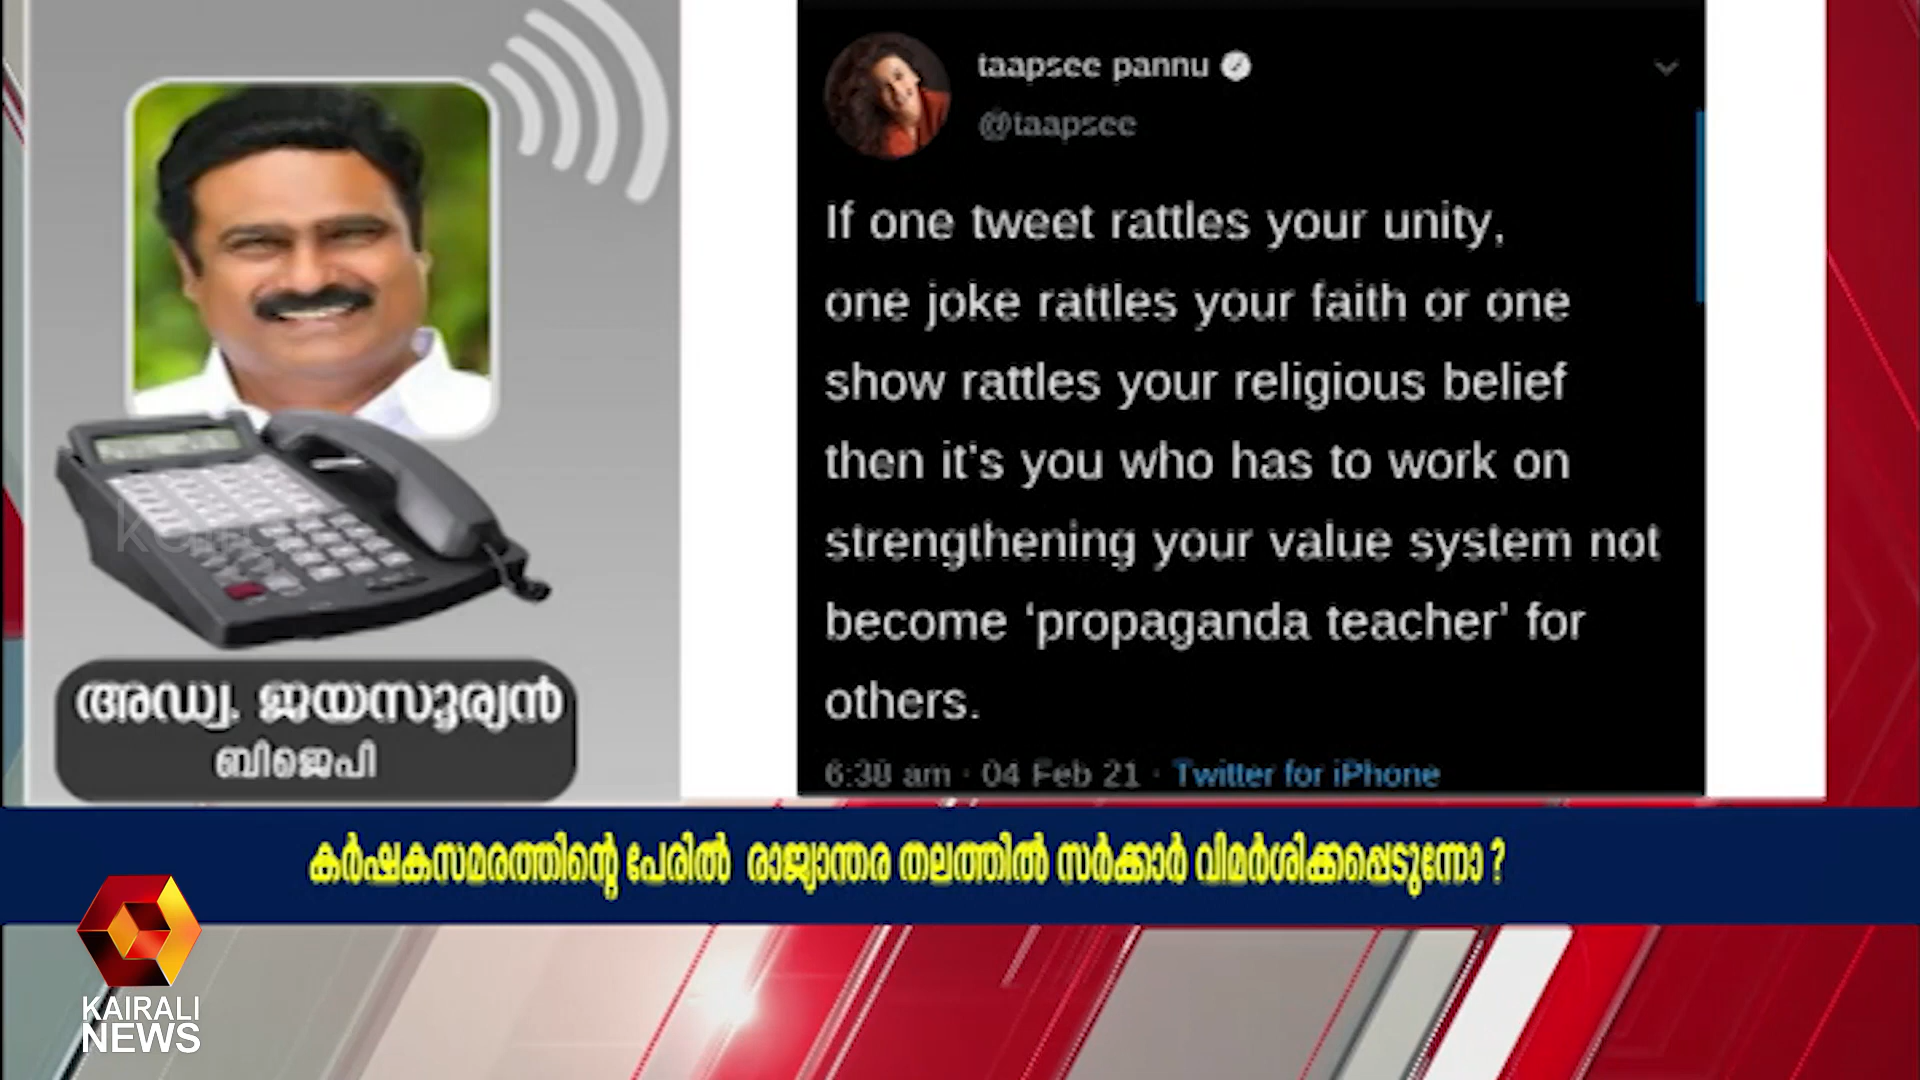 taapsee pannu
@taapsee
If one tweet rattles your unity,
one joke rattles your faith or one
show rattles your religious belief
then it's you who has to work on
strengthening your value system not
become ‘propaganda teacher’ for
others.
6:38 am · 04 Feb 21 · Twitter for iPhone
അഡ്വ. ജയസൂര്യൻ
ബിജെപി
കർഷകസമരത്തിന്റെ പേരിൽ രാജ്യാന്തര തലത്തിൽ സർക്കാർ വിമർശിക്കപ്പെടുന്നോ ?
KAIRALI
NEWS